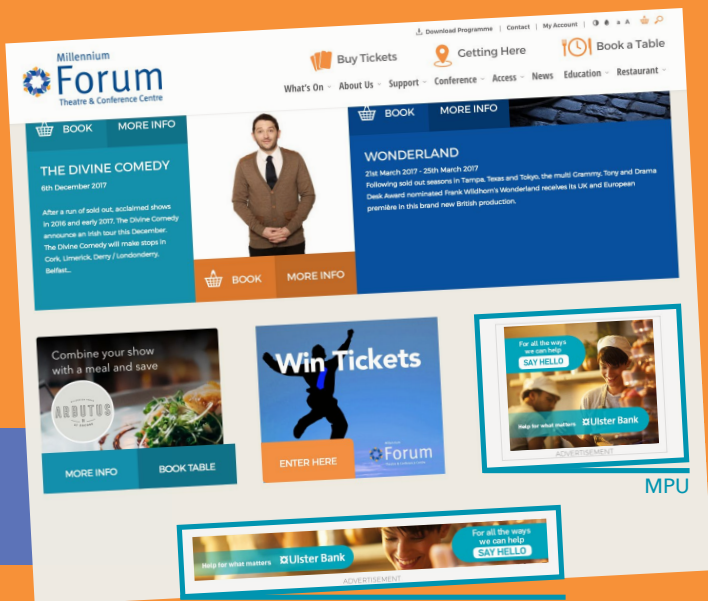 Download Programme | Contact | My Account | a A
Millennium
Forum
Theatre & Conference Centre
Buy Tickets
Getting Here
Book a Table
What's On About Us Support Conference Access News Education Restaurant
BOOK MORE INFO
THE DIVINE COMEDY
6th December 2017
After a run of sold out, acclaimed shows
in 2016 and early 2017, The Divine Comedy
announce an Irish tour this December.
The Divine Comedy will make stops in
Cork, Limerick, Derry / Londonderry,
Belfast...
BOOK MORE INFO
BOOK MORE INFO
WONDERLAND
21st March 2017 - 25th March 2017
Following sold out seasons in Tampa, Texas and Tokyo, the multi Grammy, Tony and Drama
Desk Award nominated Frank Wildhorn's Wonderland receives its UK and European
première in this brand new British production.
Combine your show
with a meal and save
ARBUTUS
MORE INFO BOOK TABLE
Win Tickets
ENTER HERE
Forum
For all the ways
we can help
SAY HELLO
Help for what matters
Ulster Bank
ADVERTISEMENT
MPU
Help for what matters
Ulster Bank
For all the ways
we can help
SAY HELLO
ADVERTISEMENT